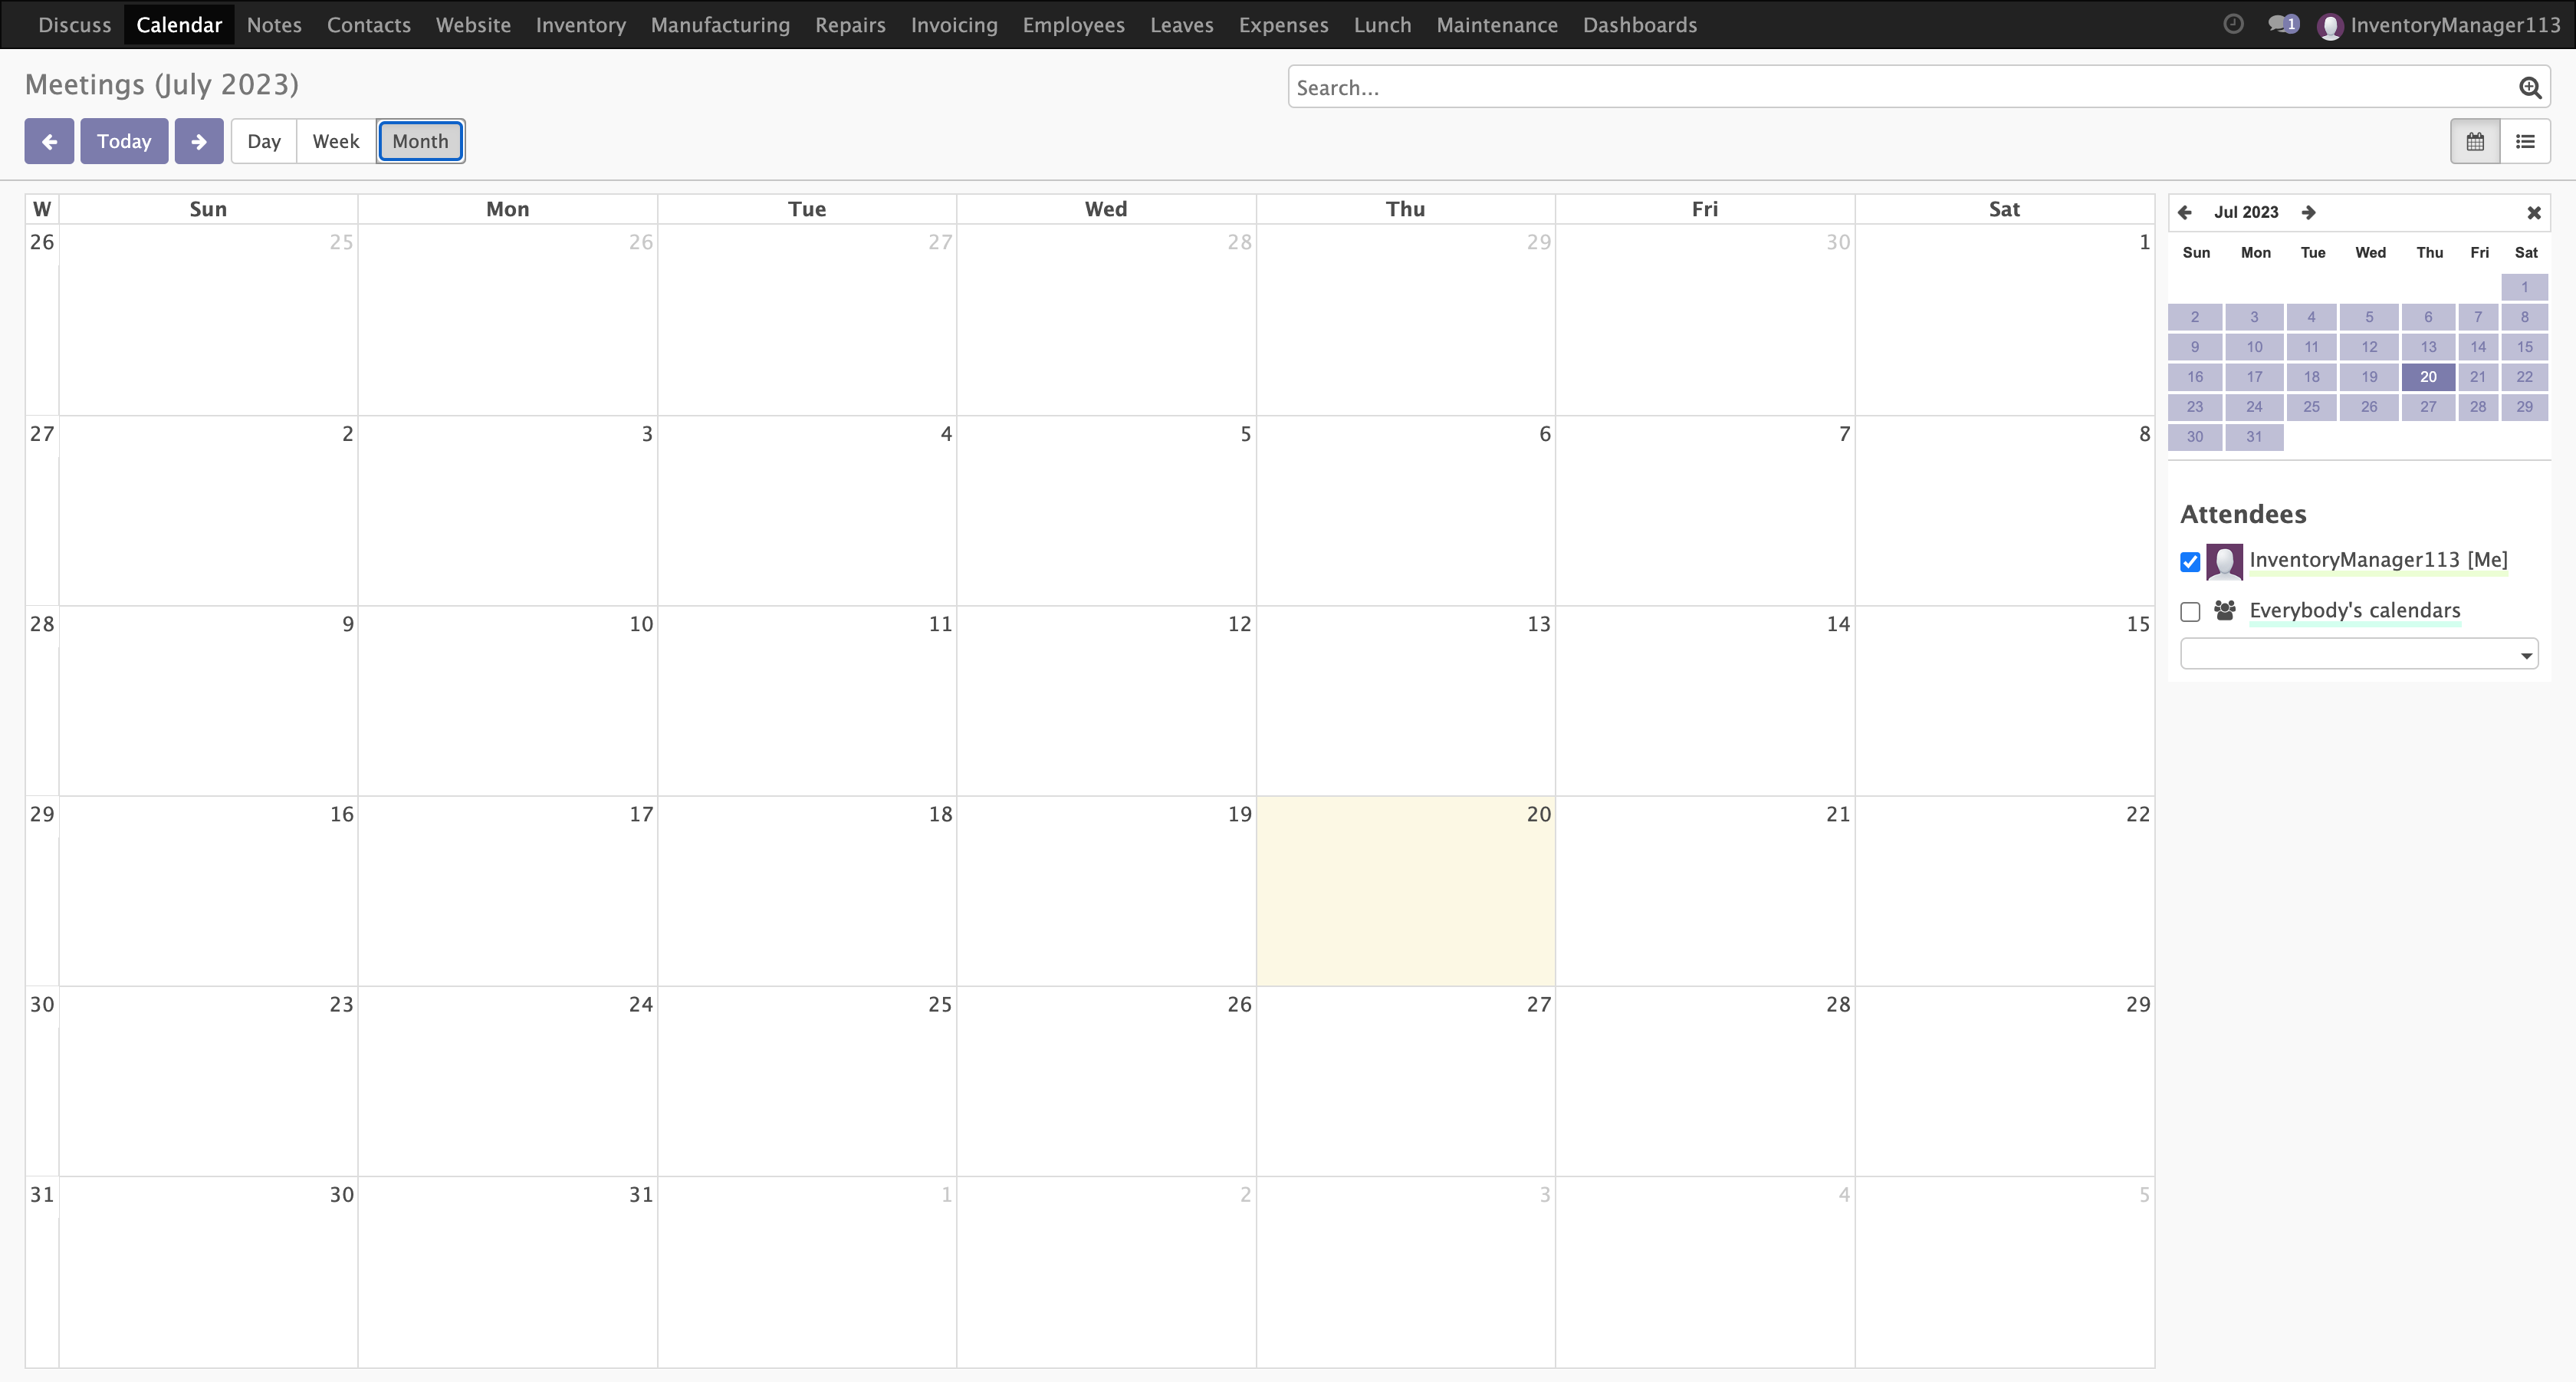 Discuss Calendar Notes Contacts Website Inventory Manufacturing Repairs Invoicing Employees Leaves Expenses Lunch Maintenance Dashboards 1 InventoryManager113
Meetings (July 2023)
Search...
Today Day Week Month
W Sun Mon Tue Wed Thu Fri Sat
26 25 26 27 28 29 30 1
27 2 3 4 5 6 7 8
28 9 10 11 12 13 14 15
29 16 17 18 19 20 21 22
30 23 24 25 26 27 28 29
31 30 31 1 2 3 4 5
Jul 2023
Sun Mon Tue Wed Thu Fri Sat
1
2 3 4 5 6 7 8
9 10 11 12 13 14 15
16 17 18 19 20 21 22
23 24 25 26 27 28 29
30 31
Attendees
InventoryManager113 [Me]
Everybody's calendars